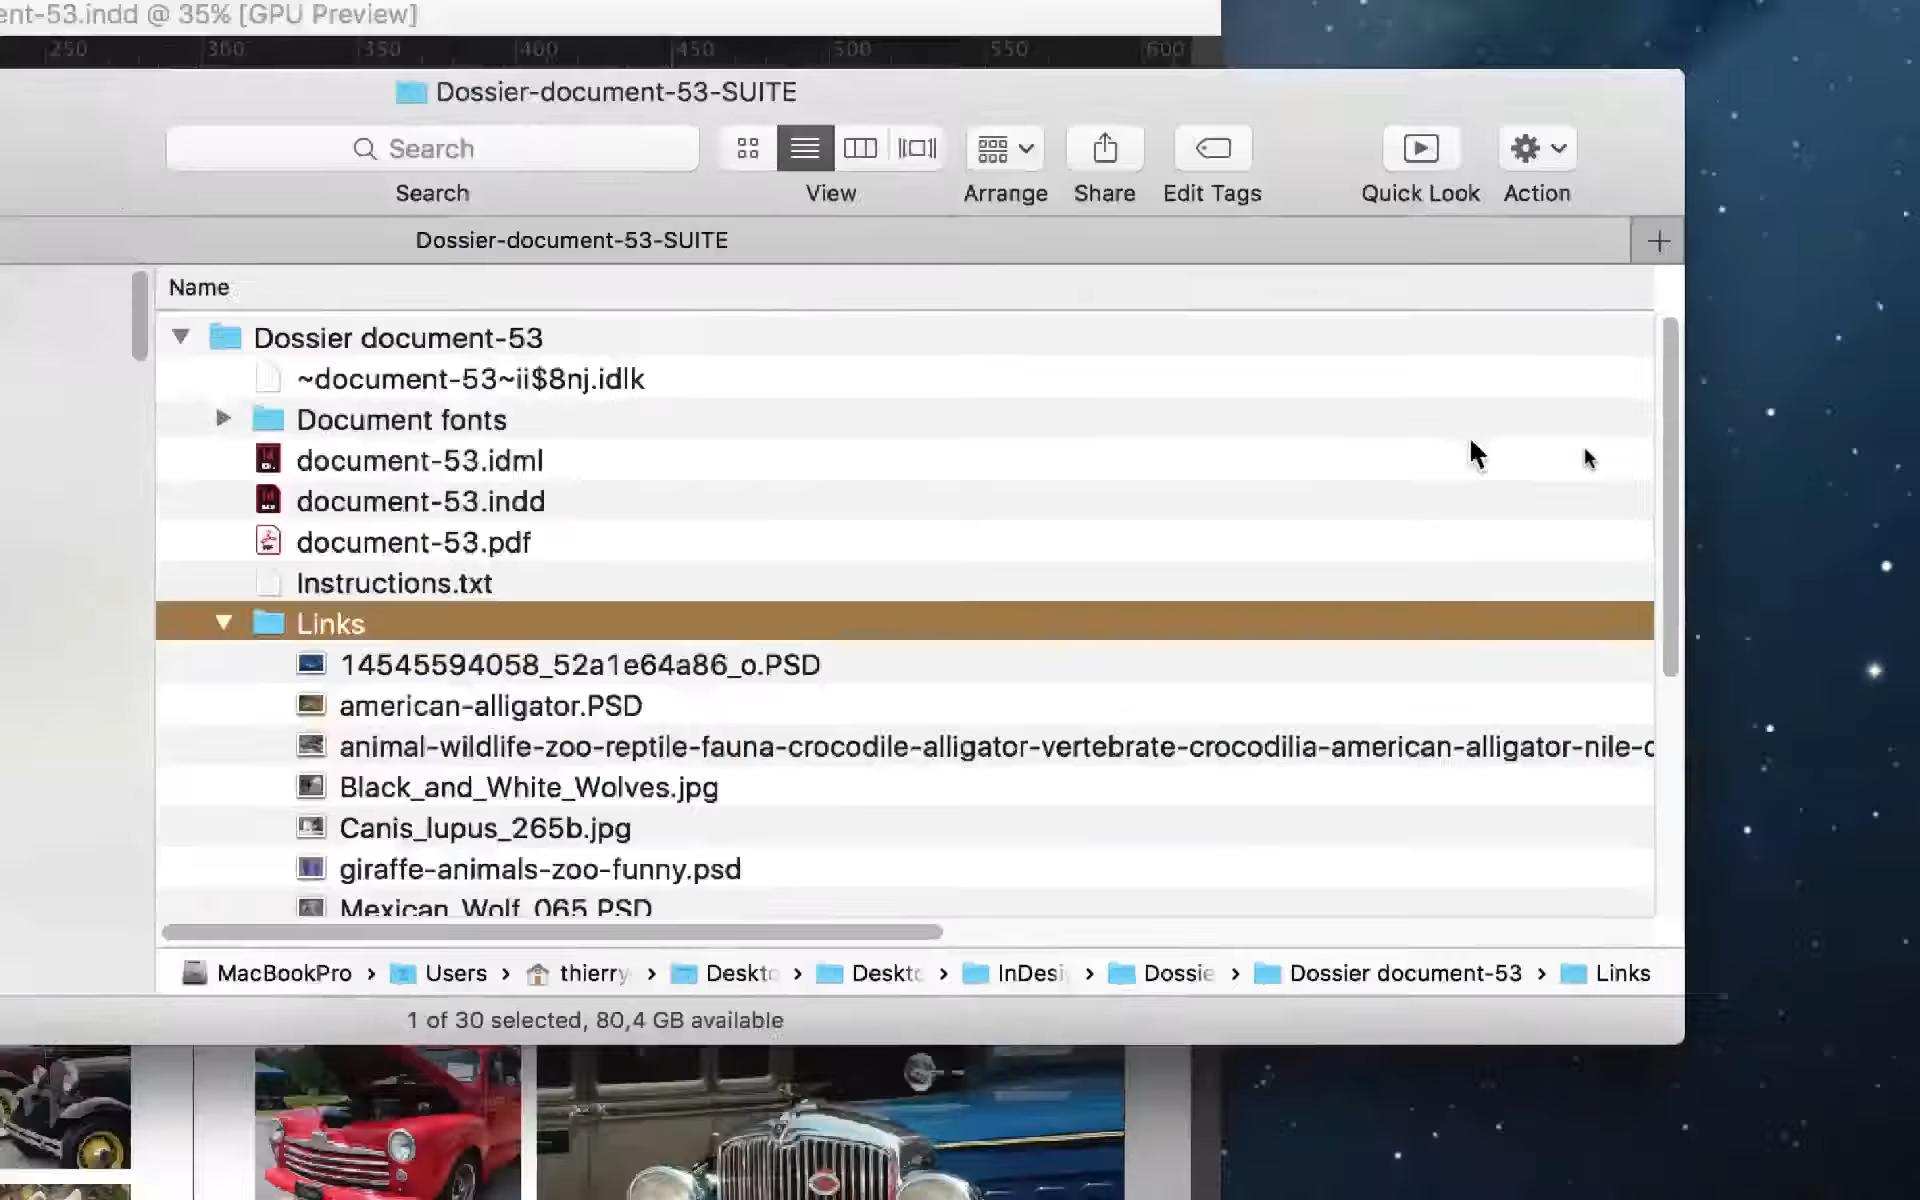 ent-53.indd @ 35% [GPU Preview]
250 300 350 400 450 500 550 600
Dossier-document-53-SUITE
Search
Search View Arrange Share Edit Tags Quick Look Action
Dossier-document-53-SUITE
Name
Dossier document-53
~document-53~ii$8nj.idlk
Document fonts
document-53.idml
document-53.indd
document-53.pdf
Instructions.txt
Links
14545594058_52a1e64a86_o.PSD
american-alligator.PSD
animal-wildlife-zoo-reptile-fauna-crocodile-alligator-vertebrate-crocodilia-american-alligator-nile-c
Black_and_White_Wolves.jpg
Canis_lupus_265b.jpg
giraffe-animals-zoo-funny.psd
Mexican_Wolf_065.PSD
MacBookPro › Users › thierry › Deskto › Deskto › InDesi › Dossie › Dossier document-53 › Links
1 of 30 selected, 80,4 GB available